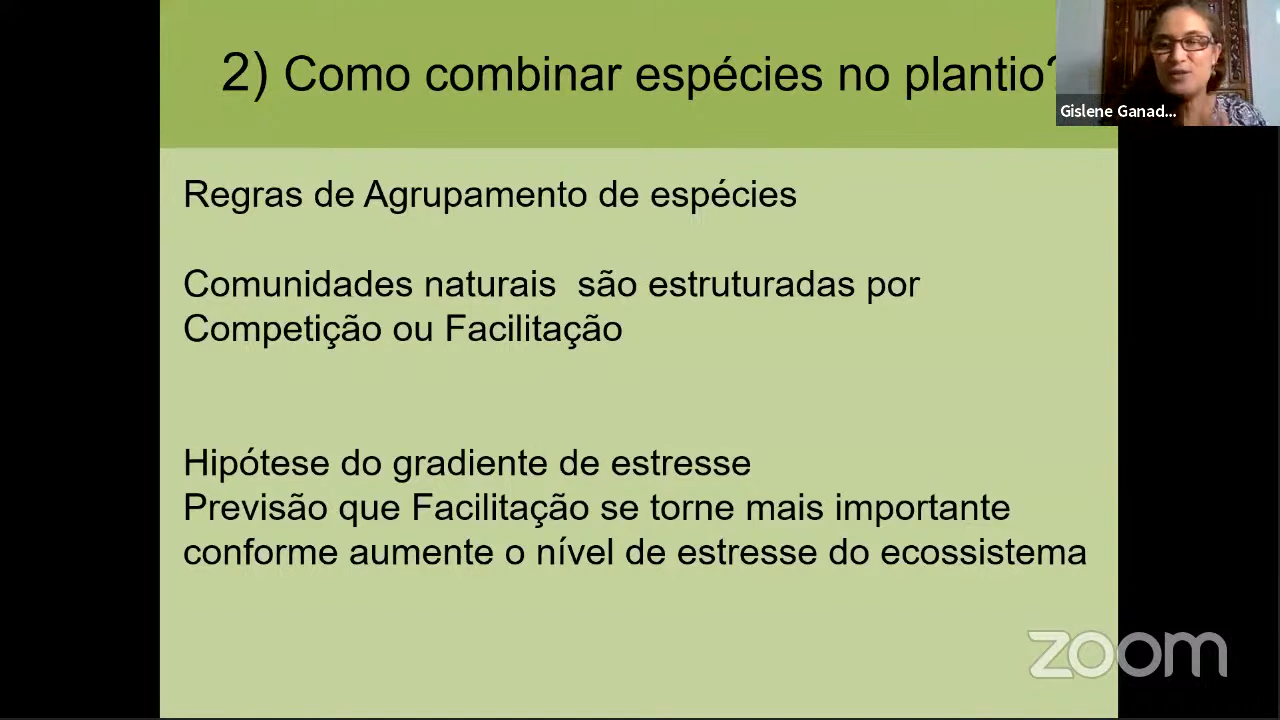 2) Como combinar espécies no plantio?
Gislene Ganad...
Regras de Agrupamento de espécies
Comunidades naturais são estruturadas por
Competição ou Facilitação
Hipótese do gradiente de estresse
Previsão que Facilitação se torne mais importante
conforme aumente o nível de estresse do ecossistema
zoom